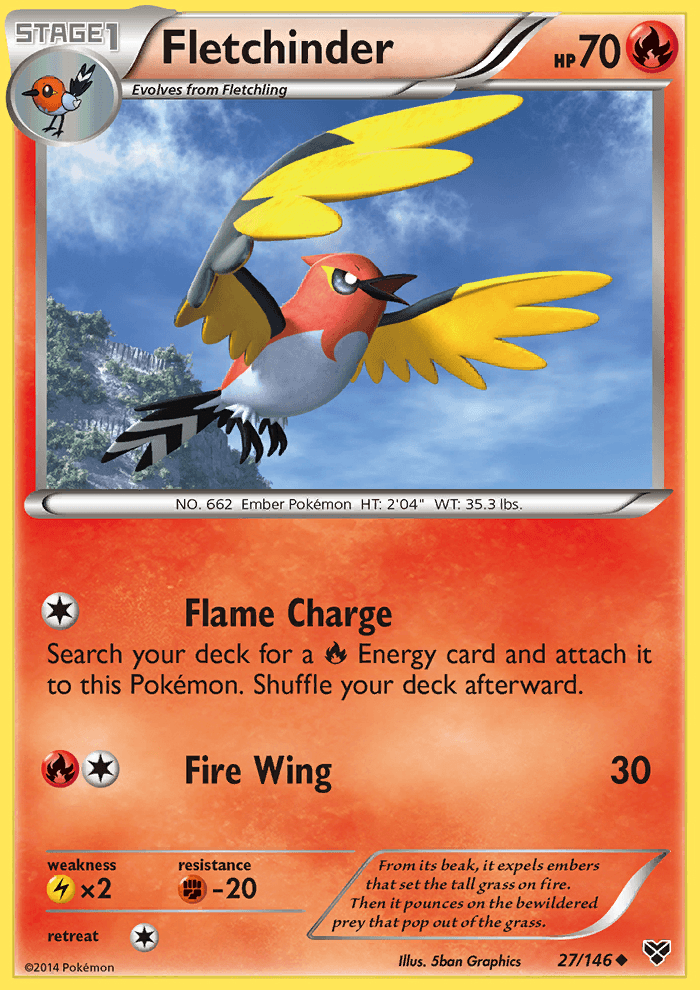 STAGE1
Fletchinder
HP70
Evolves from Fletchling
NO. 662 Ember Pokémon HT: 2'04" WT: 35.3 lbs.
Flame Charge
Search your deck for a Energy card and attach it
to this Pokémon. Shuffle your deck afterward.
Fire Wing 30
weakness
×2
resistance
-20
retreat
From its beak, it expels embers
that set the tall grass on fire.
Then it pounces on the bewildered
prey that pop out of the grass.
Illus. 5ban Graphics
27/146
©2014 Pokémon